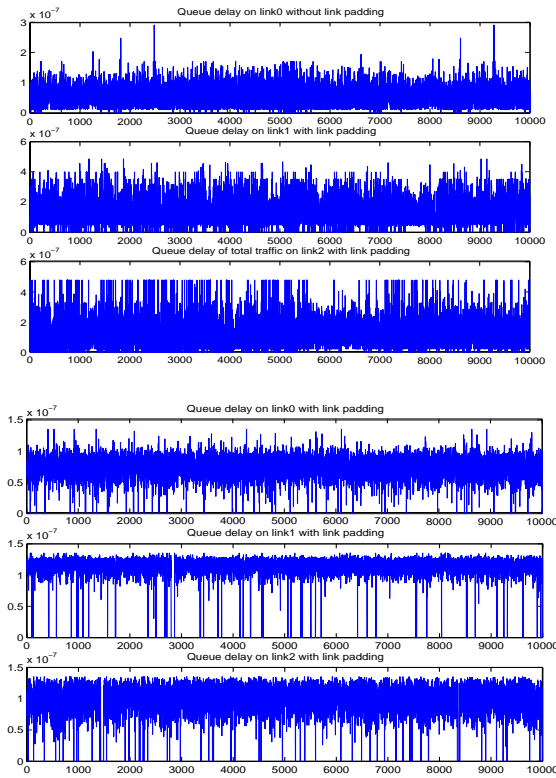 Queue delay on link0 without link padding
x 10^-7
3
2
1
0
0 1000 2000 3000 4000 5000 6000 7000 8000 9000 10000
Queue delay on link1 with link padding
x 10^-7
6
4
2
0
0 1000 2000 3000 4000 5000 6000 7000 8000 9000 10000
Queue delay of total traffic on link2 with link padding
x 10^-7
6
4
2
0
0 1000 2000 3000 4000 5000 6000 7000 8000 9000 10000
Queue delay on link0 with link padding
x 10^-7
1.5
1
0.5
0
0 1000 2000 3000 4000 5000 6000 7000 8000 9000 10000
Queue delay on link1 with link padding
x 10^-7
1.5
1
0.5
0
0 1000 2000 3000 4000 5000 6000 7000 8000 9000 10000
Queue delay on link2 with link padding
x 10^-7
1.5
1
0.5
0
0 1000 2000 3000 4000 5000 6000 7000 8000 9000 10000